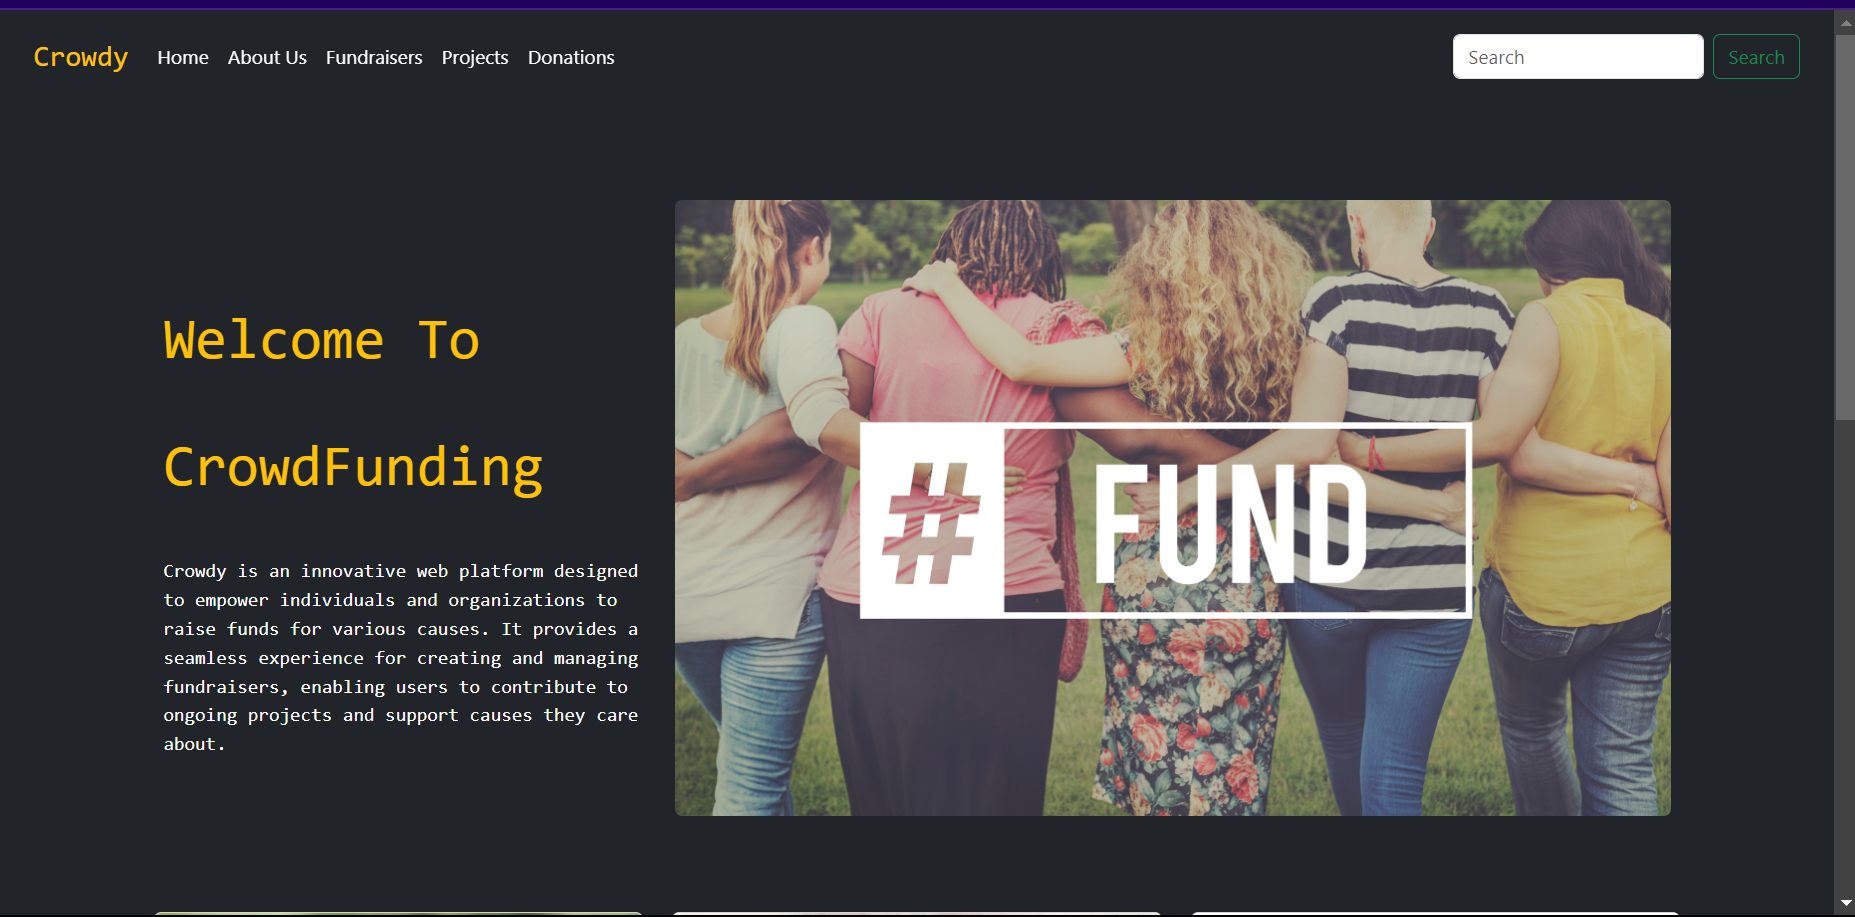 Crowdy Home About Us Fundraisers Projects Donations Search Search
Welcome To
CrowdFunding
Crowdy is an innovative web platform designed
to empower individuals and organizations to
raise funds for various causes. It provides a
seamless experience for creating and managing
fundraisers, enabling users to contribute to
ongoing projects and support causes they care
about.
# FUND